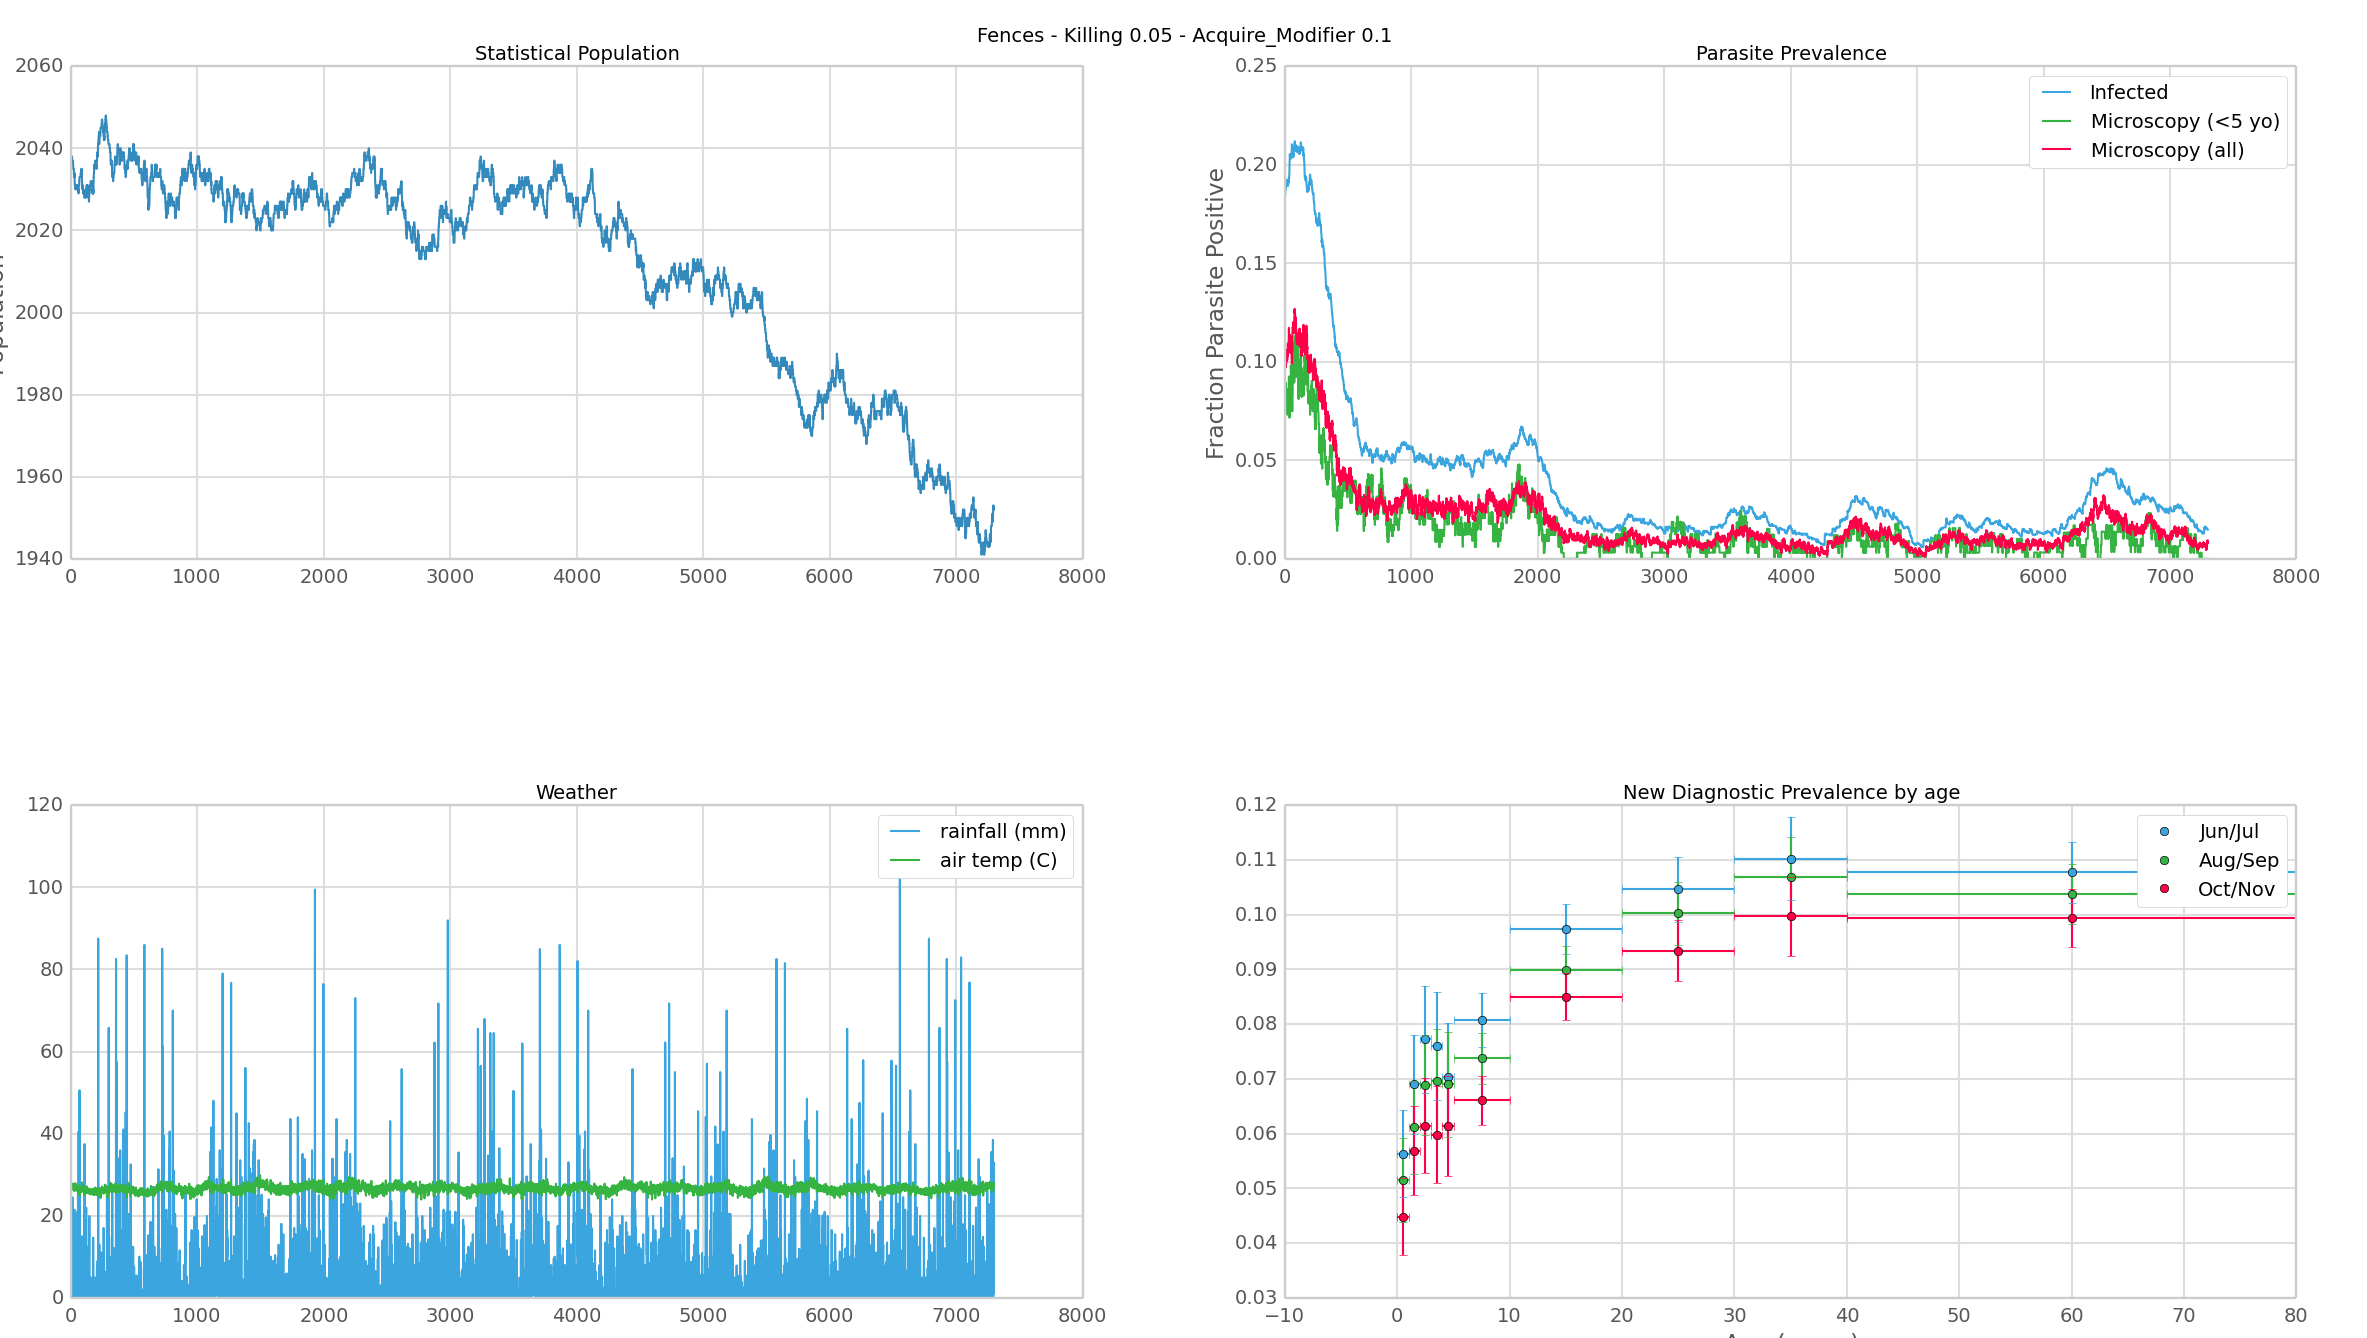 Fences - Killing 0.05 - Acquire_Modifier 0.1
Statistical Population
2060
2040
2020
2000
1980
1960
1940
0 1000 2000 3000 4000 5000 6000 7000 8000
Parasite Prevalence
Fraction Parasite Positive
0.25
0.20
0.15
0.10
0.05
0.00
Infected
Microscopy (<5 yo)
Microscopy (all)
0 1000 2000 3000 4000 5000 6000 7000 8000
Weather
120
100
80
60
40
20
0
rainfall (mm)
air temp (C)
0 1000 2000 3000 4000 5000 6000 7000 8000
New Diagnostic Prevalence by age
0.12
0.11
0.10
0.09
0.08
0.07
0.06
0.05
0.04
0.03
Jun/Jul
Aug/Sep
Oct/Nov
−10 0 10 20 30 40 50 60 70 80